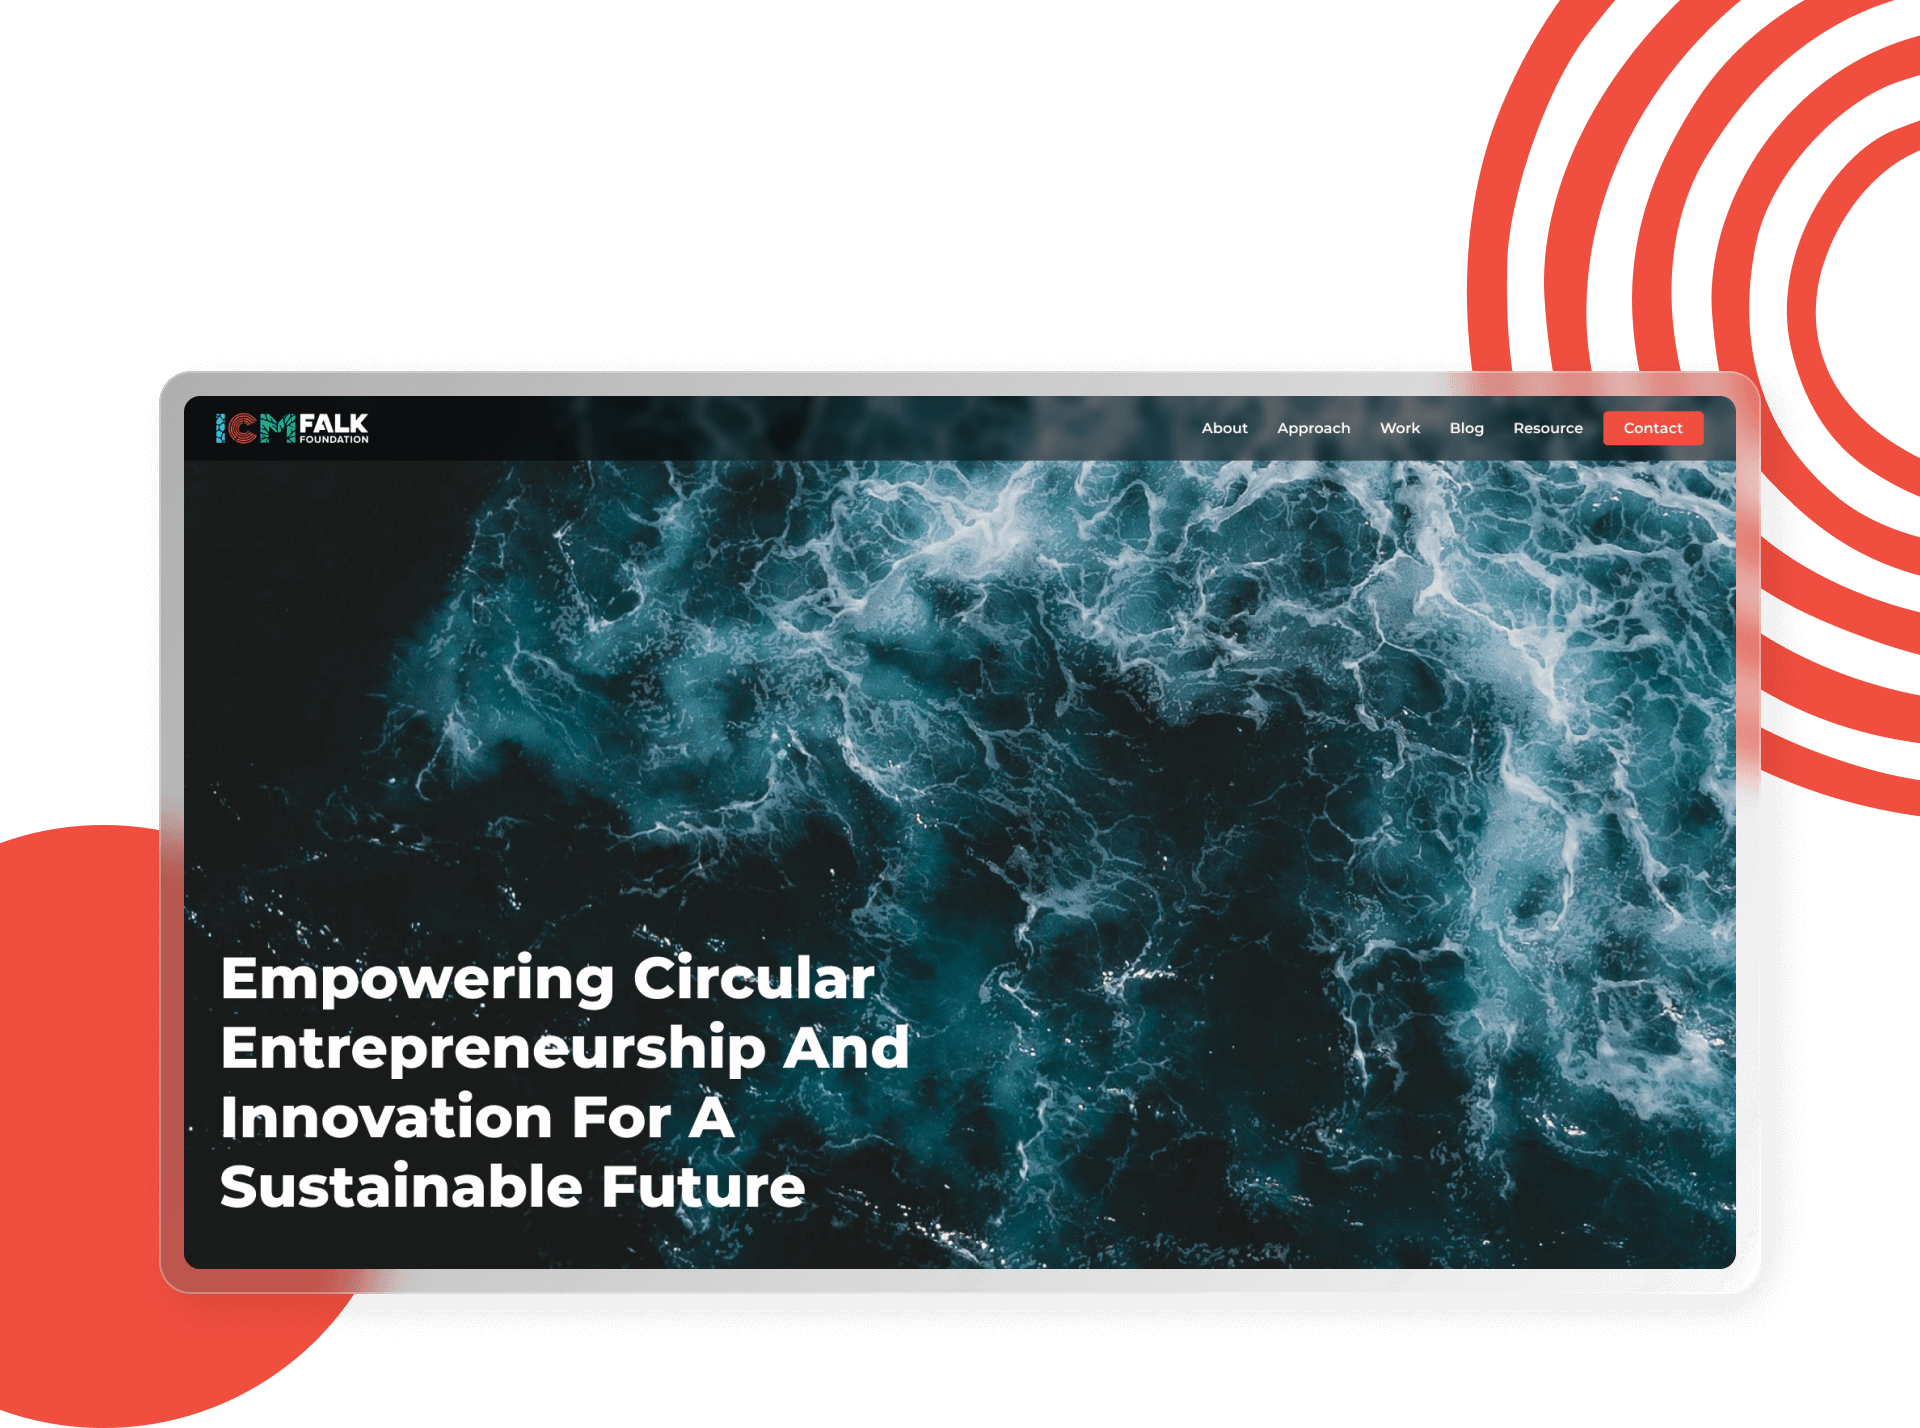 ICM FALK
FOUNDATION
About Approach Work Blog Resource Contact
Empowering Circular
Entrepreneurship And
Innovation For A
Sustainable Future